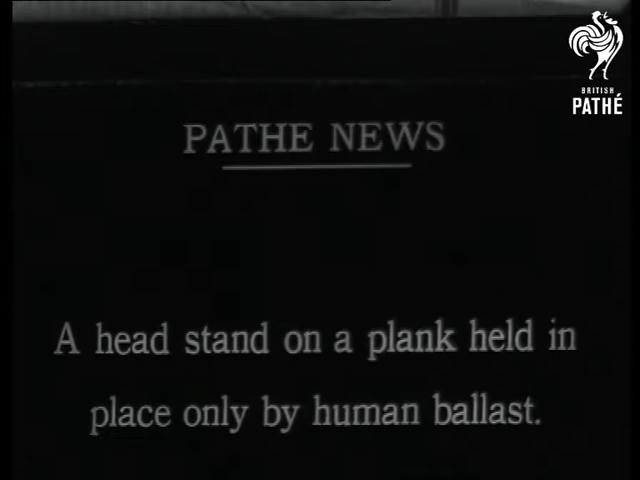 BRITISH
PATHÉ
PATHE NEWS
A head stand on a plank held in
place only by human ballast.